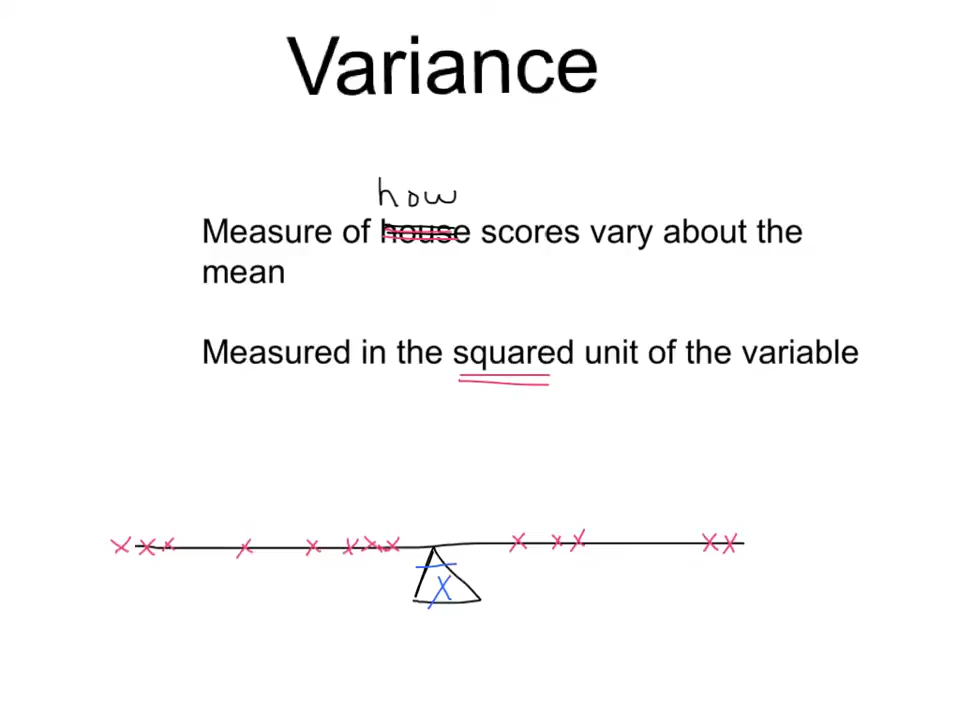 Variance
how
Measure of house scores vary about the
mean
Measured in the squared unit of the variable
x x x x x x x x x x x x x
x̄